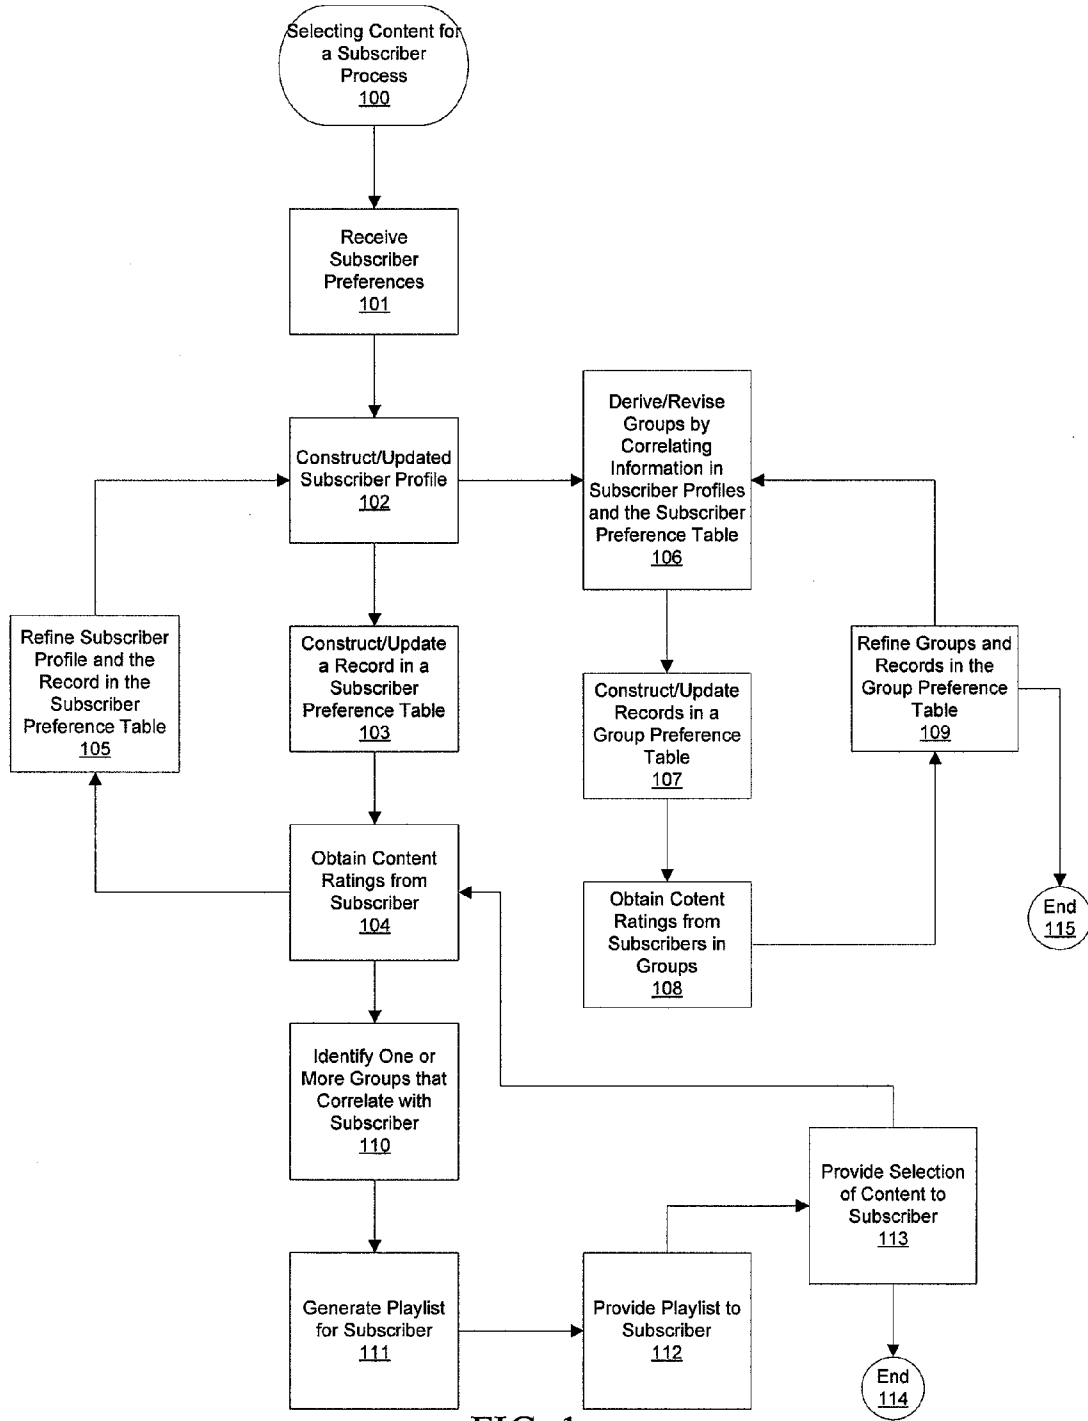 Selecting Content for
a Subscriber
Process
100
Receive
Subscriber
Preferences
101
Construct/Updated
Subscriber Profile
102
Derive/Revise
Groups by
Correlating
Information in
Subscriber Profiles
and the Subscriber
Preference Table
106
Refine Subscriber
Profile and the
Record in the
Subscriber
Preference Table
105
Construct/Update
a Record in a
Subscriber
Preference Table
103
Construct/Update
Records in a
Group Preference
Table
107
Refine Groups and
Records in the
Group Preference
Table
109
Obtain Content
Ratings from
Subscriber
104
Obtain Cotent
Ratings from
Subscribers in
Groups
108
End
115
Identify One or
More Groups that
Correlate with
Subscriber
110
Provide Selection
of Content to
Subscriber
113
Generate Playlist
for Subscriber
111
Provide Playlist to
Subscriber
112
End
114
FIG. 1